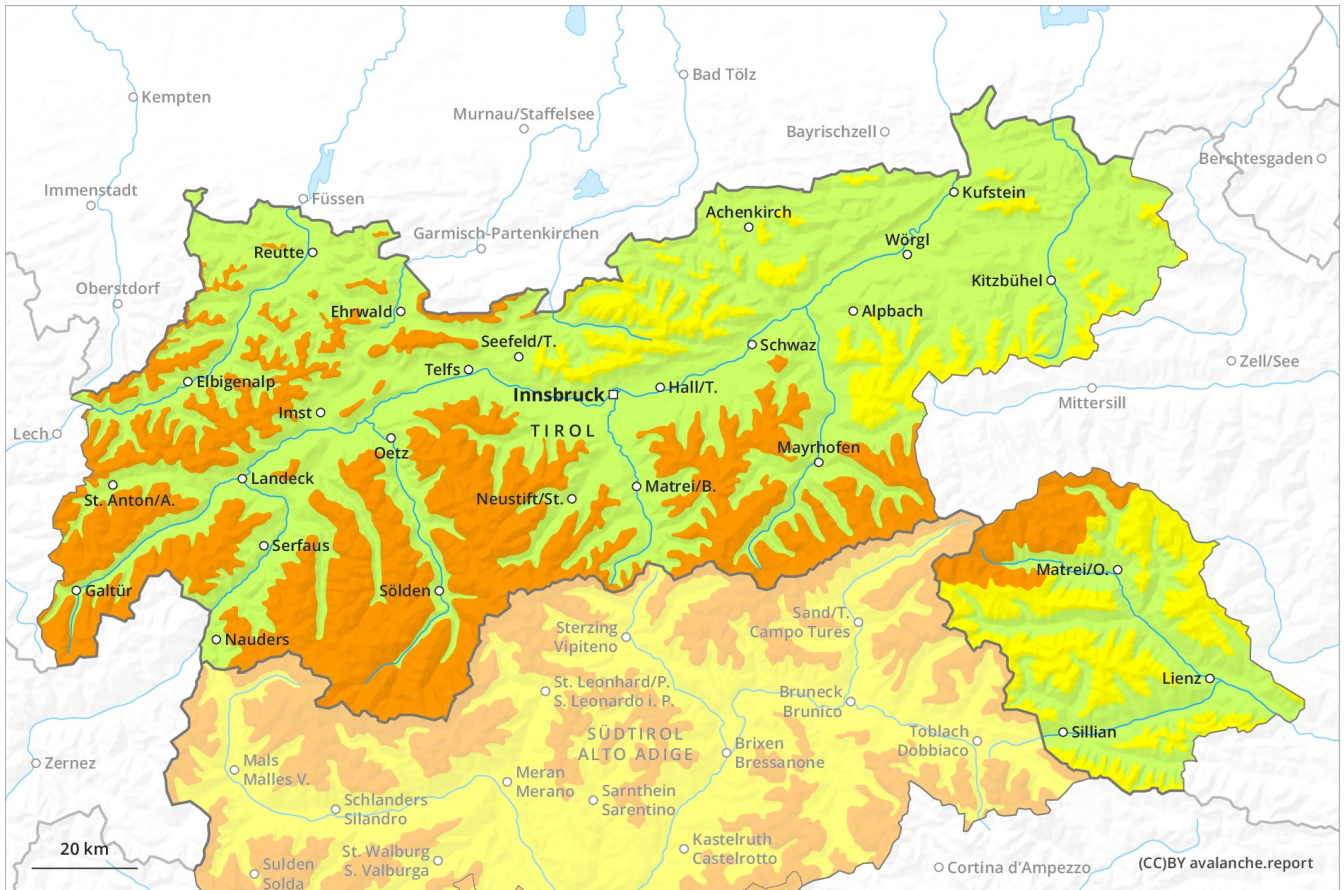 Bad Tölz
Kempten
Murnau/Staffelsee
Bayrischzell
Berchtesgaden
Immenstadt
Füssen
Kufstein
Achenkirch
Garmisch-Partenkirchen
Wörgl
Reutte
Kitzbühel
Oberstdorf
Ehrwald
Alpbach
Seefeld/T.
Schwaz
Zell/See
Telfs
Elbigenalp
Innsbruck
Hall/T.
Mittersill
Imst
Lech
TIROL
Oetz
Mayrhofen
Landeck
St. Anton/A.
Neustift/St.
Matrei/B.
Serfaus
Matrei/O.
Galtür
Sölden
Sand/T.
Campo Tures
Sterzing
Vipiteno
Nauders
Lienz
St. Leonhard/P.
S. Leonardo i. P.
Bruneck
Brunico
SÜDTIROL
ALTO ADIGE
Toblach
Dobbiaco
Sillian
Brixen
Bressanone
Zernez
Mals
Malles V.
Meran
Merano
Sarnthein
Sarentino
Schlanders
Silandro
Kastelruth
Castelrotto
20 km
St. Walburg
S. Valburga
Sulden
Solda
Cortina d'Ampezzo
(CC)BY avalanche.report